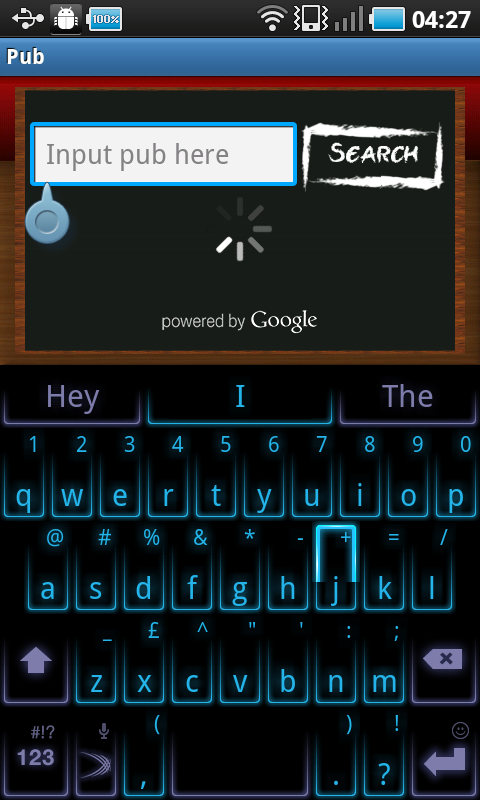 100% 04:27
Pub
Input pub here SEARCH
powered by Google
Hey I The
1 2 3 4 5 6 7 8 9 0
q w e r t y u i o p
@ # % & * - + = /
a s d f g h j k l
_ £ ^ " ' : ;
z x c v b n m
#!? ( ) !
123 , . ?